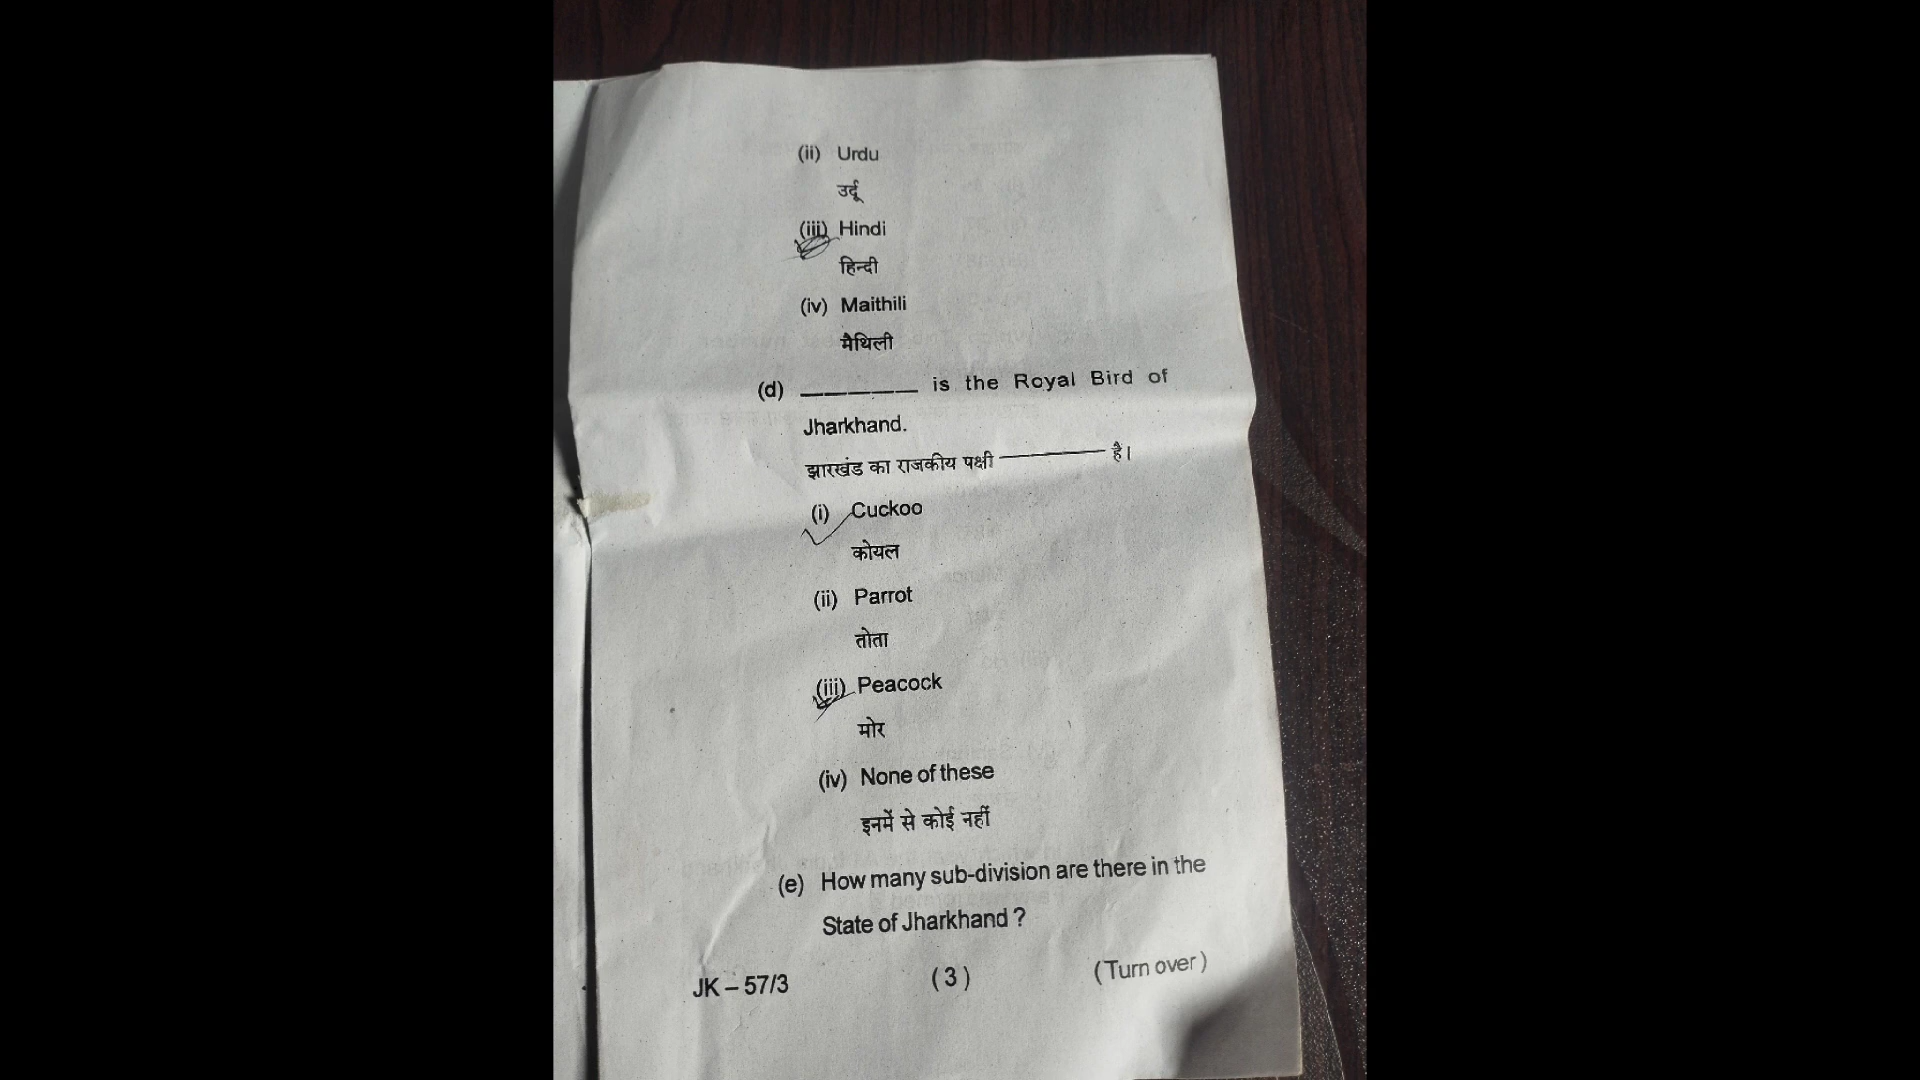 (ii) Urdu
उर्दू
(iii) Hindi
हिन्दी
(iv) Maithili
मैथिली
(d) ________ is the Royal Bird of
Jharkhand.
झारखंड का राजकीय पक्षी ________ है।
(i) Cuckoo
कोयल
(ii) Parrot
तोता
(iii) Peacock
मोर
(iv) None of these
इनमें से कोई नहीं
(e) How many sub-division are there in the
State of Jharkhand ?
JK – 57/3 (3) (Turn over)